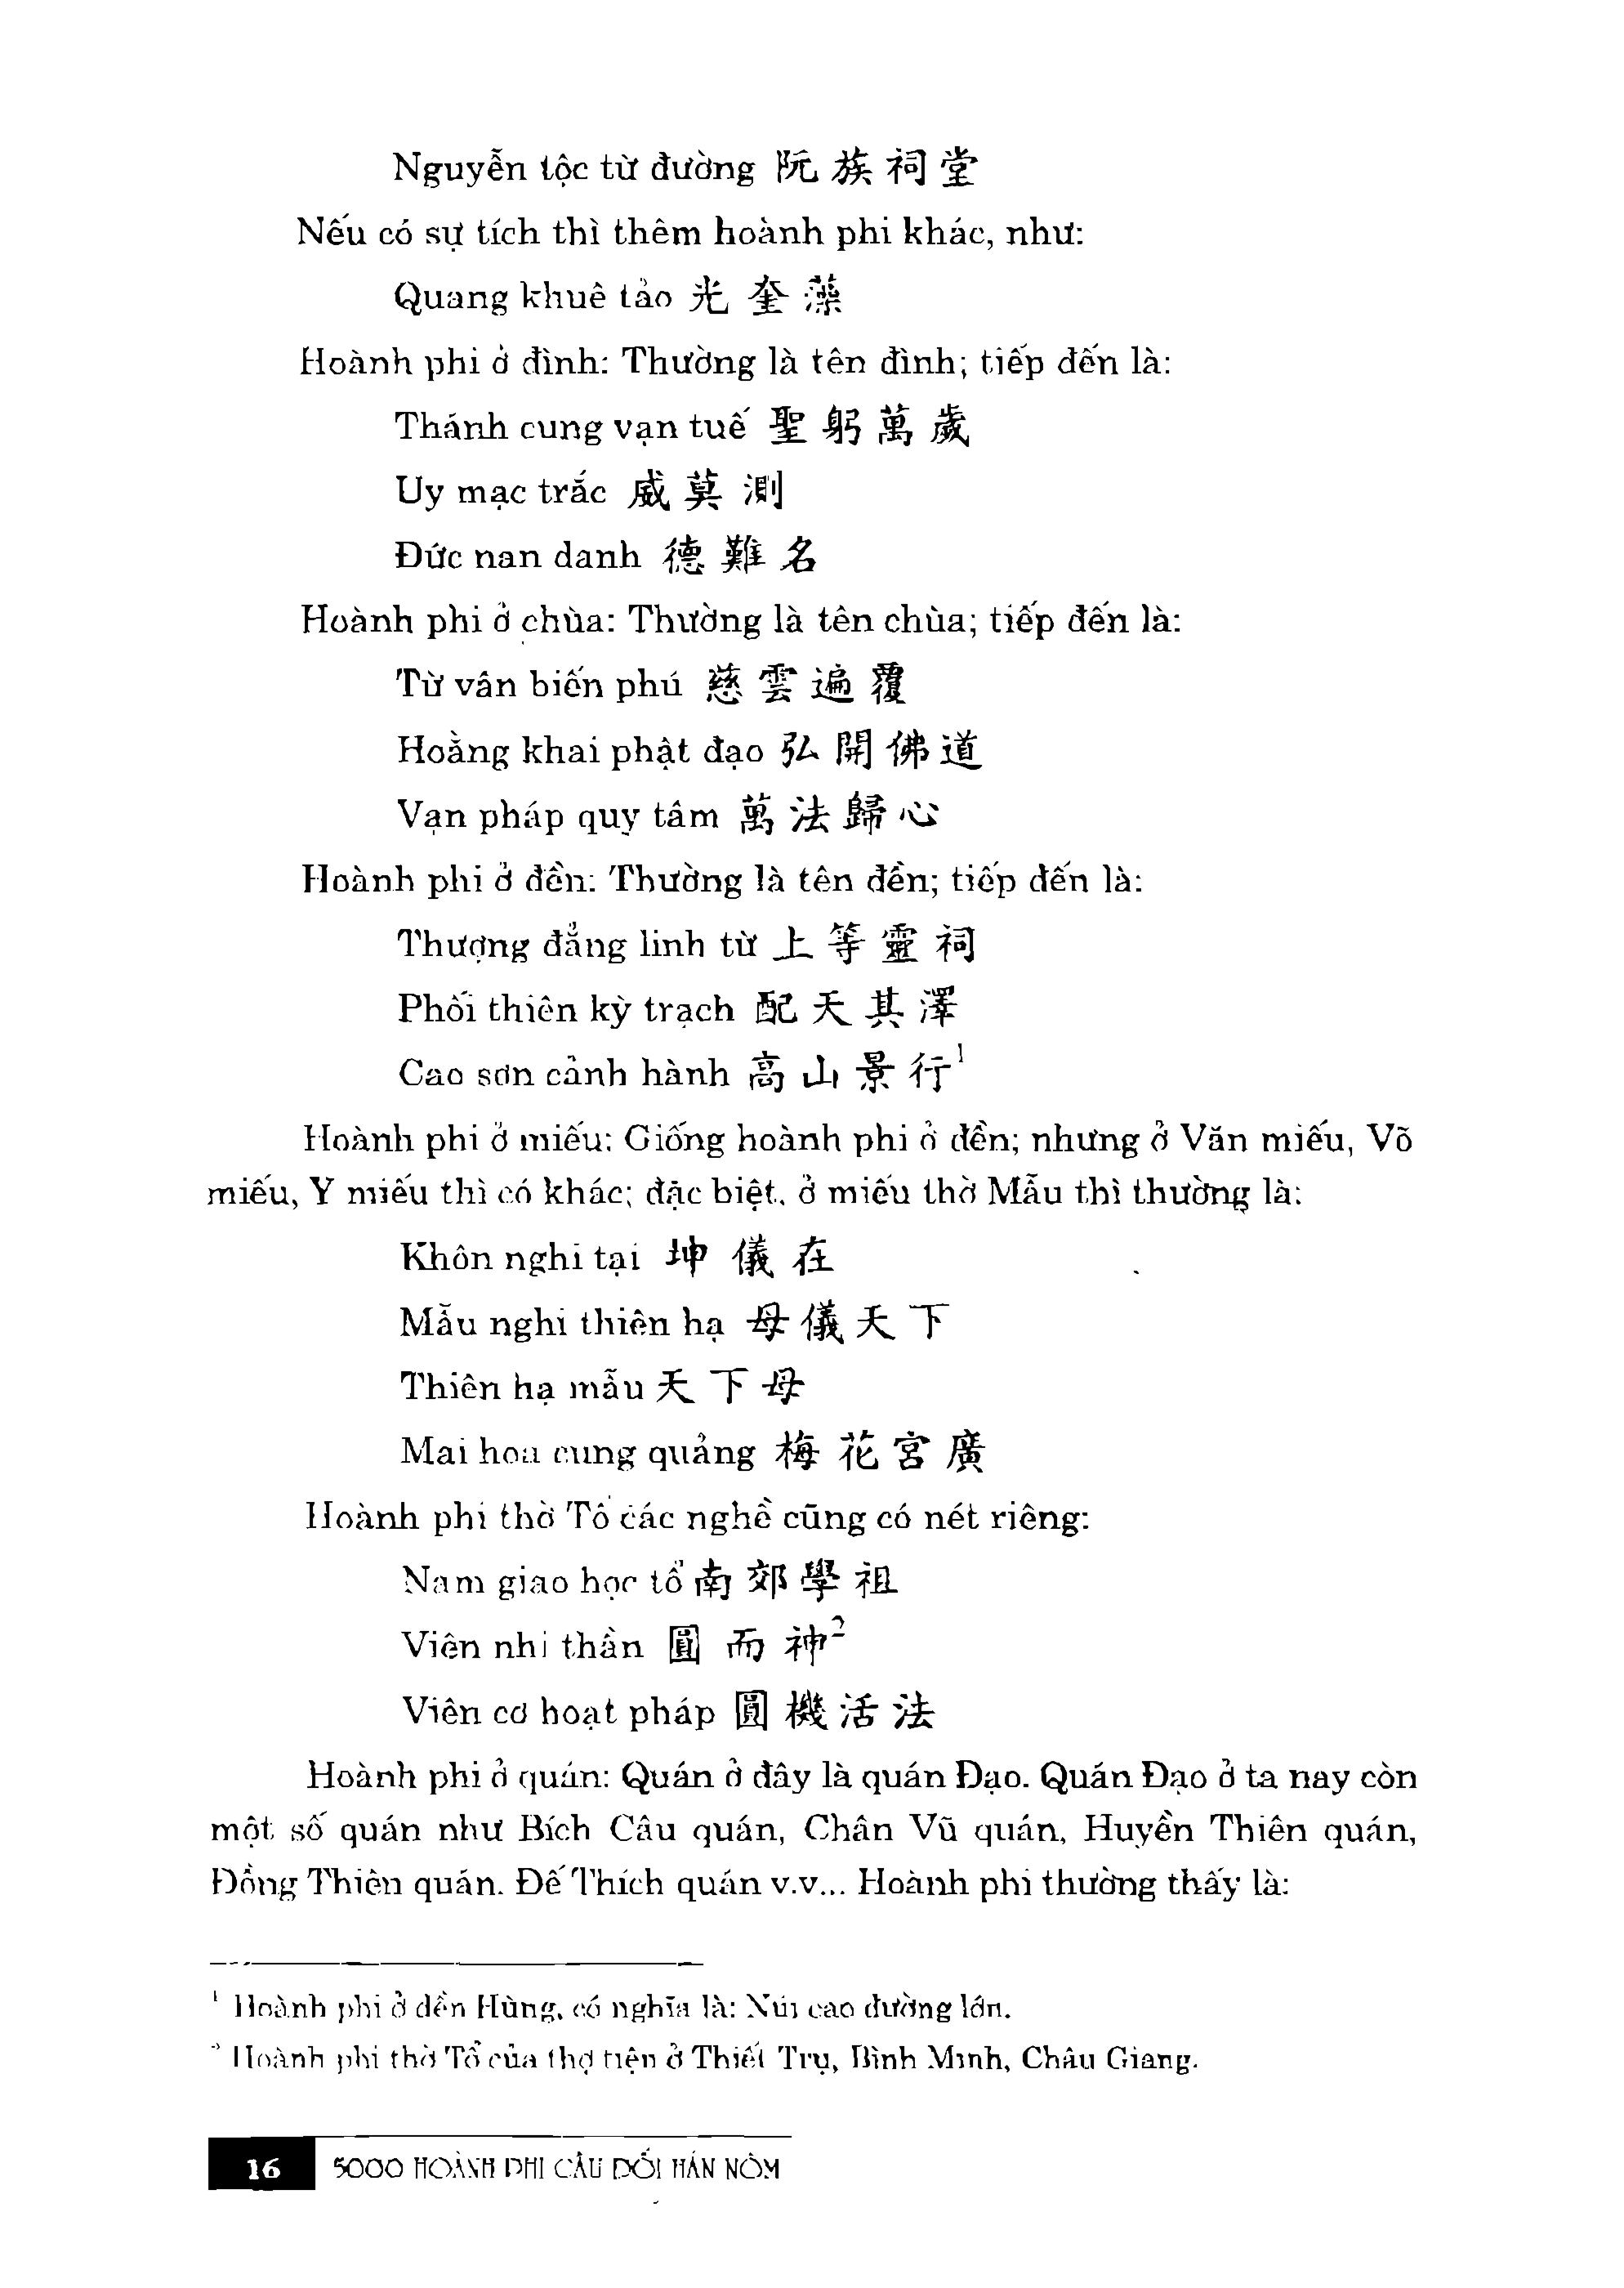 Nguyễn tộc từ đường 阮族祠堂
Nếu có sự tích thì thêm hoành phi khác, như:
Quang khuê tảo 光奎藻
Hoành phi ở đình: Thường là tên đình; tiếp đến là:
Thánh cung vạn tuế 聖躬萬歲
Uy mạc trắc 威莫測
Đức nan danh 德難名
Hoành phi ở chùa: Thường là tên chùa; tiếp đến là:
Từ vân biến phú 慈雲遍覆
Hoằng khai phật đạo 弘開佛道
Vạn pháp quy tâm 萬法歸心
Hoành phi ở đền: Thường là tên đền; tiếp đến là:
Thượng đẳng linh từ 上等靈祠
Phối thiên kỳ trạch 配天其澤
Cao sơn cảnh hành 高山景行¹
Hoành phi ở miếu: Giống hoành phi ở đền; nhưng ở Văn miếu, Võ
miếu, Y miếu thì có khác; đặc biệt, ở miếu thờ Mẫu thì thường là:
Khôn nghi tại 坤儀在
Mẫu nghi thiên hạ 母儀天下
Thiên hạ mẫu 天下母
Mai hoa cung quảng 梅花宮廣
Hoành phi thờ Tổ các nghề cũng có nét riêng:
Nam giao học tổ 南郊學祖
Viên nhi thần 圓而神²
Viên cơ hoạt pháp 圓機活法
Hoành phi ở quán: Quán ở đây là quán Đạo. Quán Đạo ở ta nay còn
một số quán như Bích Câu quán, Chân Vũ quán, Huyền Thiên quán,
Đồng Thiên quán. Đế Thích quán v.v... Hoành phi thường thấy là:
¹ Hoành phi ở đền Hùng, có nghĩa là: Núi cao đường lớn.
² Hoành phi thờ Tổ của thợ tiện ở Thiết Trụ, Bình Minh, Châu Giang.
16 5000 HOÀNH PHI CÂU ĐỐI HÁN NÔM